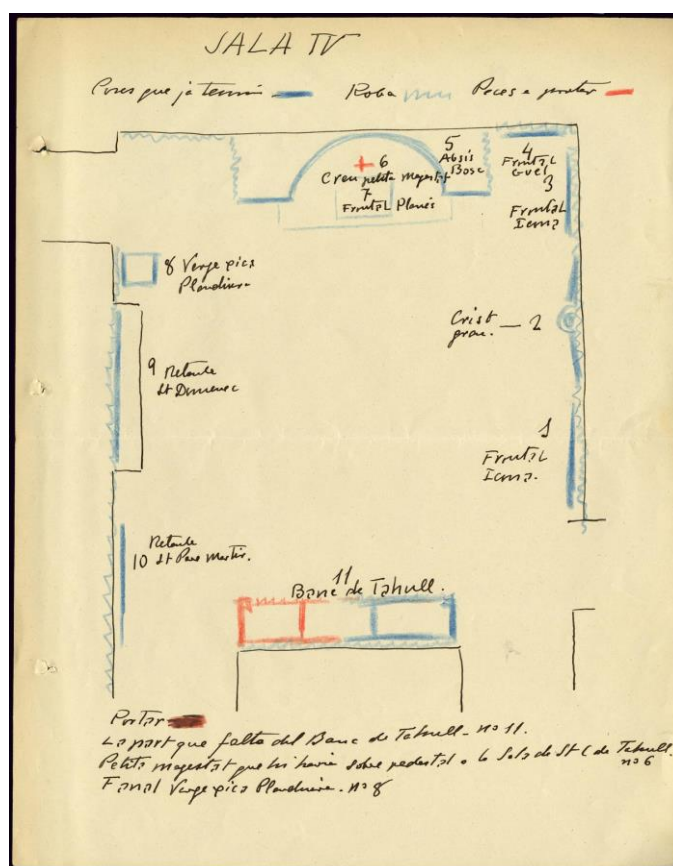 SALA IV
Coses que ja tenim Roba Peces a portar
5
Absis
Bosc
4
Frontal
Guel
6
Creu petita Majestat
7
Frontal Planés
3
Frontal
Icona
8 Verge pica
Plandiura
Crist
gran. — 2
9 Retaule
St Domenec
1
Frontal
Icona.
Retaule
10 St Pere Martir.
11
Banc de Tahull.
Portar
La part que falta del Banc de Tahull - nº 11.
Petita Majestat que hi havia sobre pedestal a la Sala de St C de Tahull.
nº 6
Fanal Verge pica Plandiura. nº 8